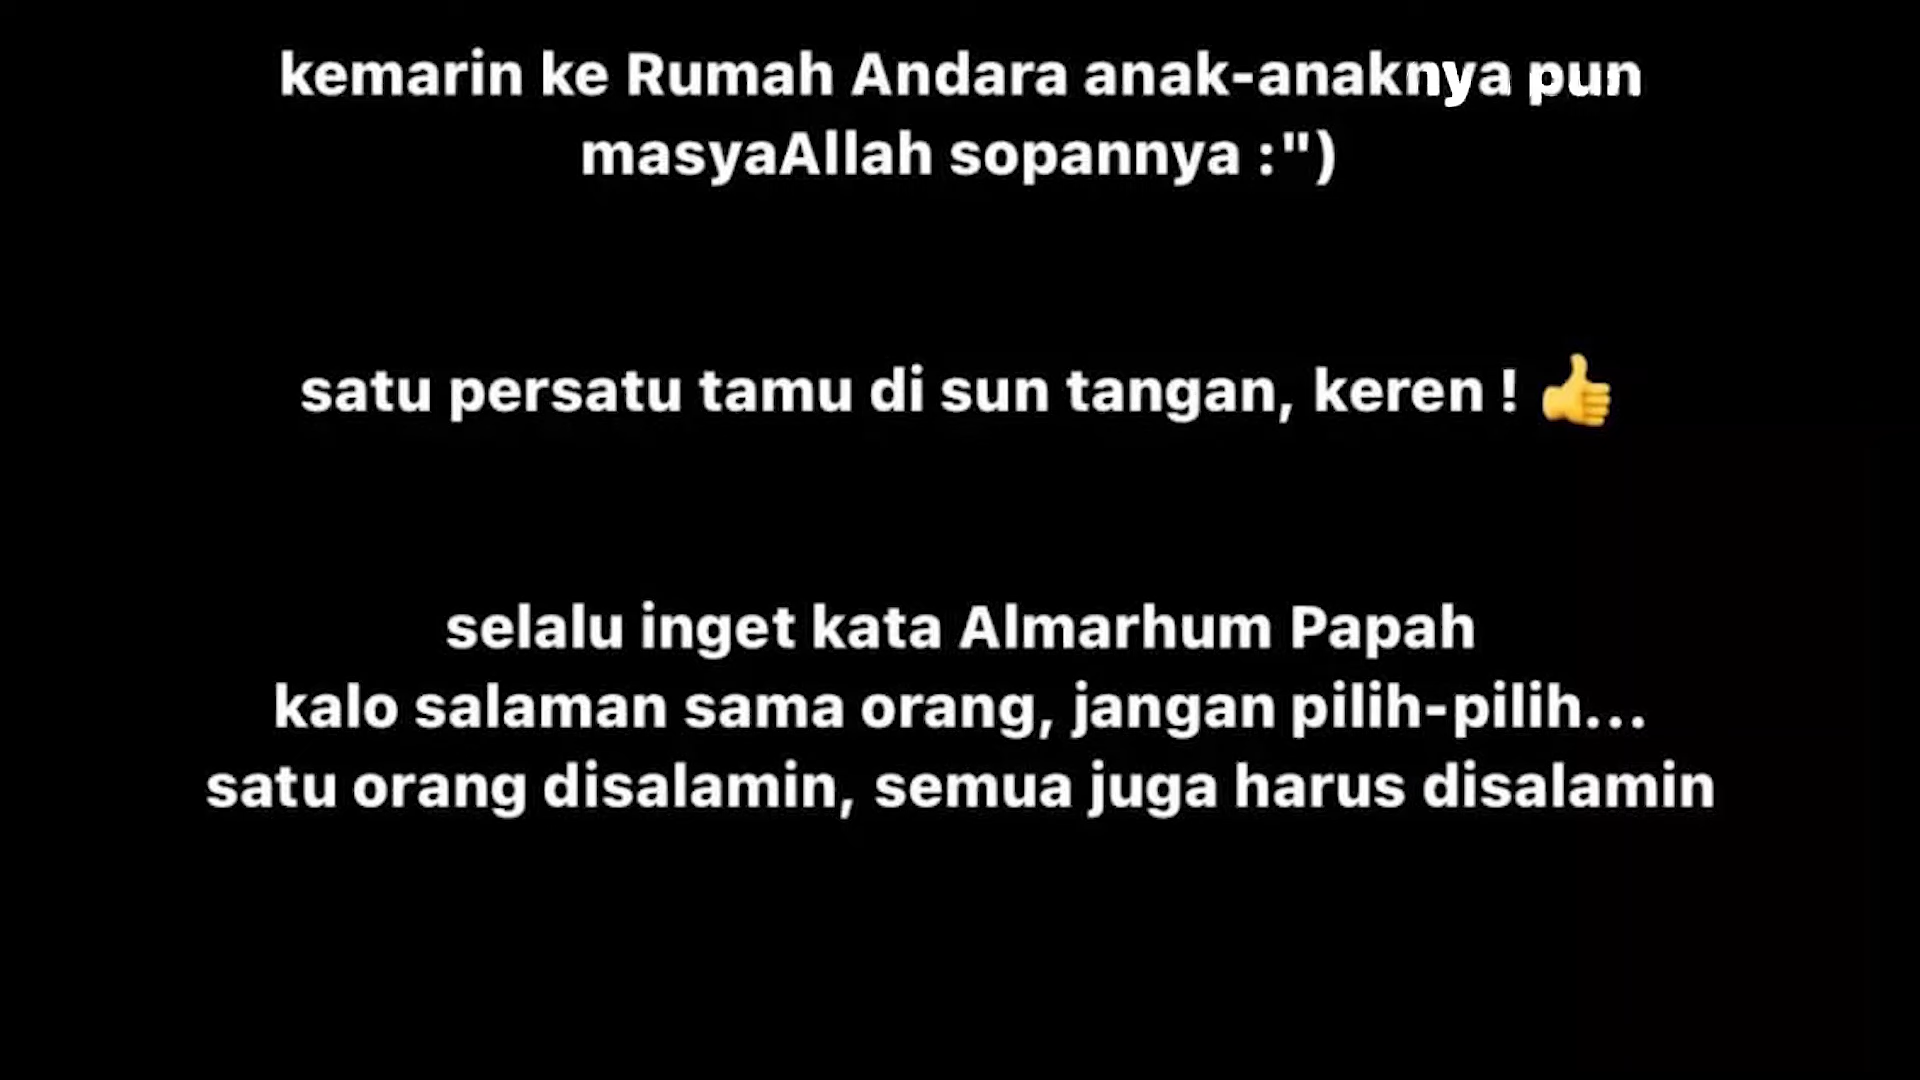 kemarin ke Rumah Andara anak-anaknya pun
masyaAllah sopannya :")
satu persatu tamu di sun tangan, keren ! 👍
selalu inget kata Almarhum Papah
kalo salaman sama orang, jangan pilih-pilih...
satu orang disalamin, semua juga harus disalamin